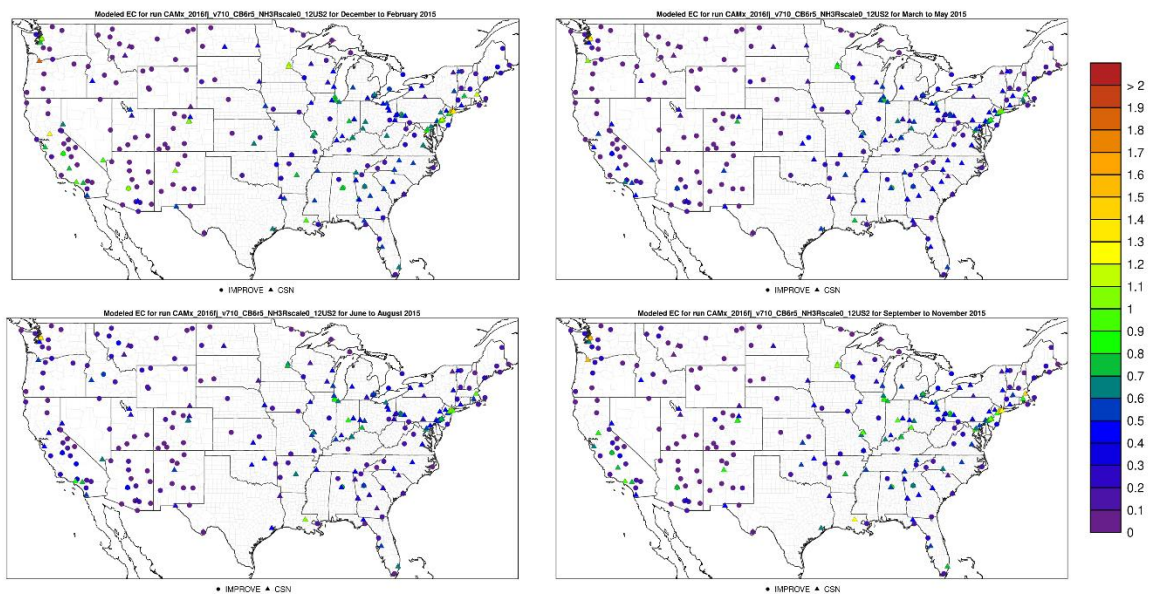 Modeled EC for run CAMx_2016fj_v710_CB6r5_NH3Rscale0_12US2 for December to February 2015
● IMPROVE ▲ CSN
Modeled EC for run CAMx_2016fj_v710_CB6r5_NH3Rscale0_12US2 for March to May 2015
● IMPROVE ▲ CSN
Modeled EC for run CAMx_2016fj_v710_CB6r5_NH3Rscale0_12US2 for June to August 2015
● IMPROVE ▲ CSN
Modeled EC for run CAMx_2016fj_v710_CB6r5_NH3Rscale0_12US2 for September to November 2015
● IMPROVE ▲ CSN
> 2
1.9
1.8
1.7
1.6
1.5
1.4
1.3
1.2
1.1
1
0.9
0.8
0.7
0.6
0.5
0.4
0.3
0.2
0.1
0